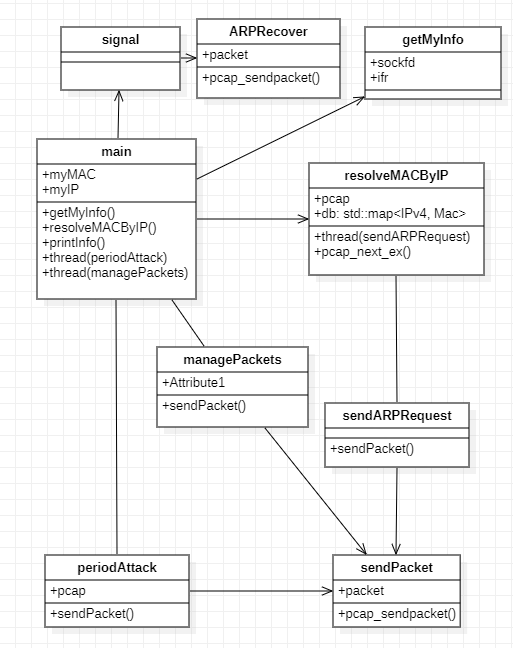 signal
ARPRecover
+packet
+pcap_sendpacket()
getMyInfo
+sockfd
+ifr
main
+myMAC
+myIP
+getMyInfo()
+resolveMACByIP()
+printInfo()
+thread(periodAttack)
+thread(managePackets)
resolveMACByIP
+pcap
+db: std::map<IPv4, Mac>
+thread(sendARPRequest)
+pcap_next_ex()
managePackets
+Attribute1
+sendPacket()
sendARPRequest
+sendPacket()
periodAttack
+pcap
+sendPacket()
sendPacket
+packet
+pcap_sendpacket()